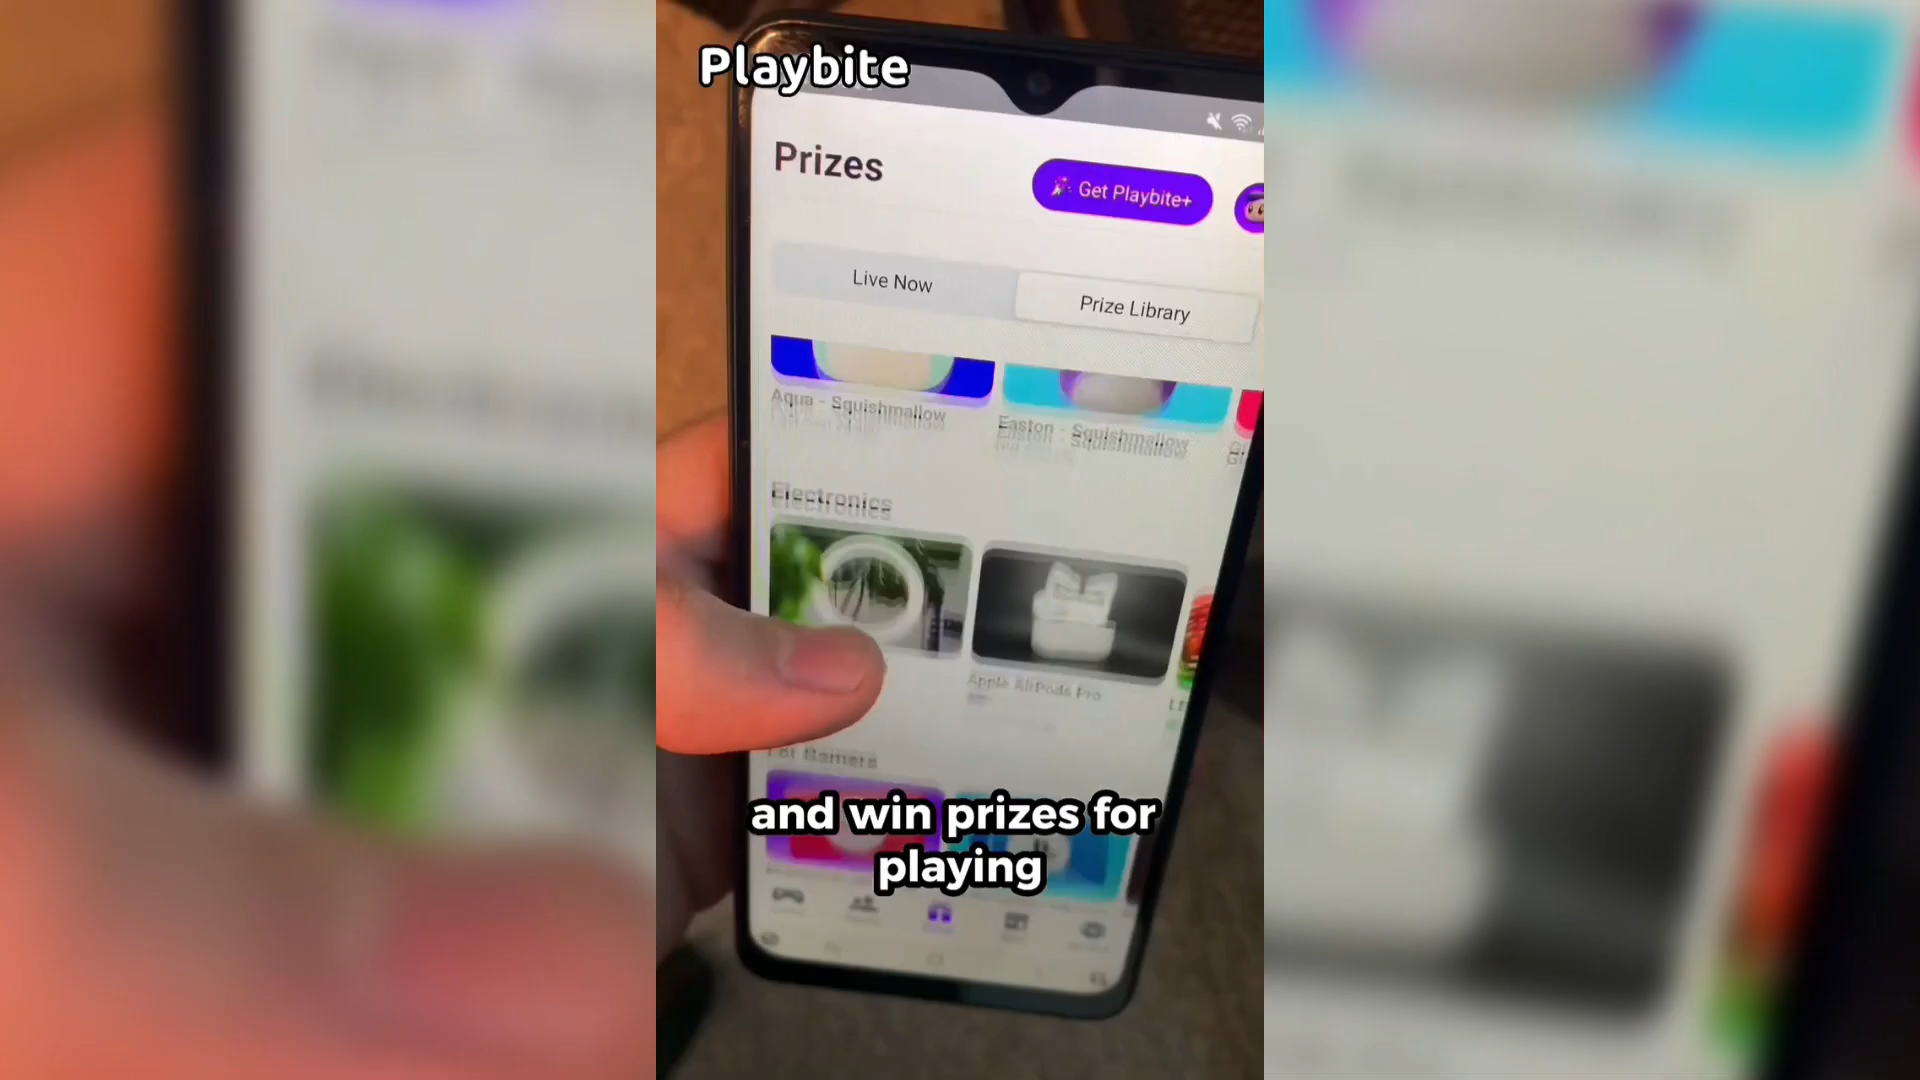 Playbite
Prizes
Get Playbite+
Live Now
Prize Library
Aqua - Squishmallow
Easton - Squishmallow
Electronics
Apple AirPods Pro
and win prizes for
playing